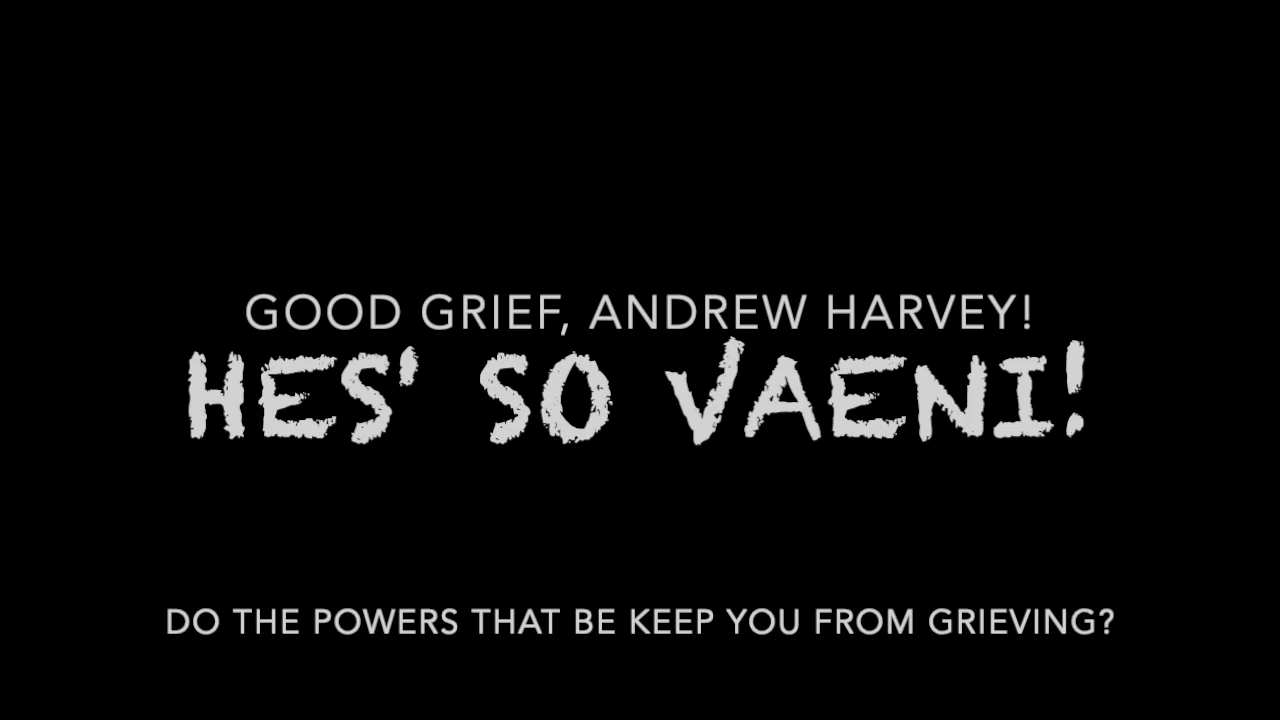 GOOD GRIEF, ANDREW HARVEY!
HES' SO VAENI!
DO THE POWERS THAT BE KEEP YOU FROM GRIEVING?